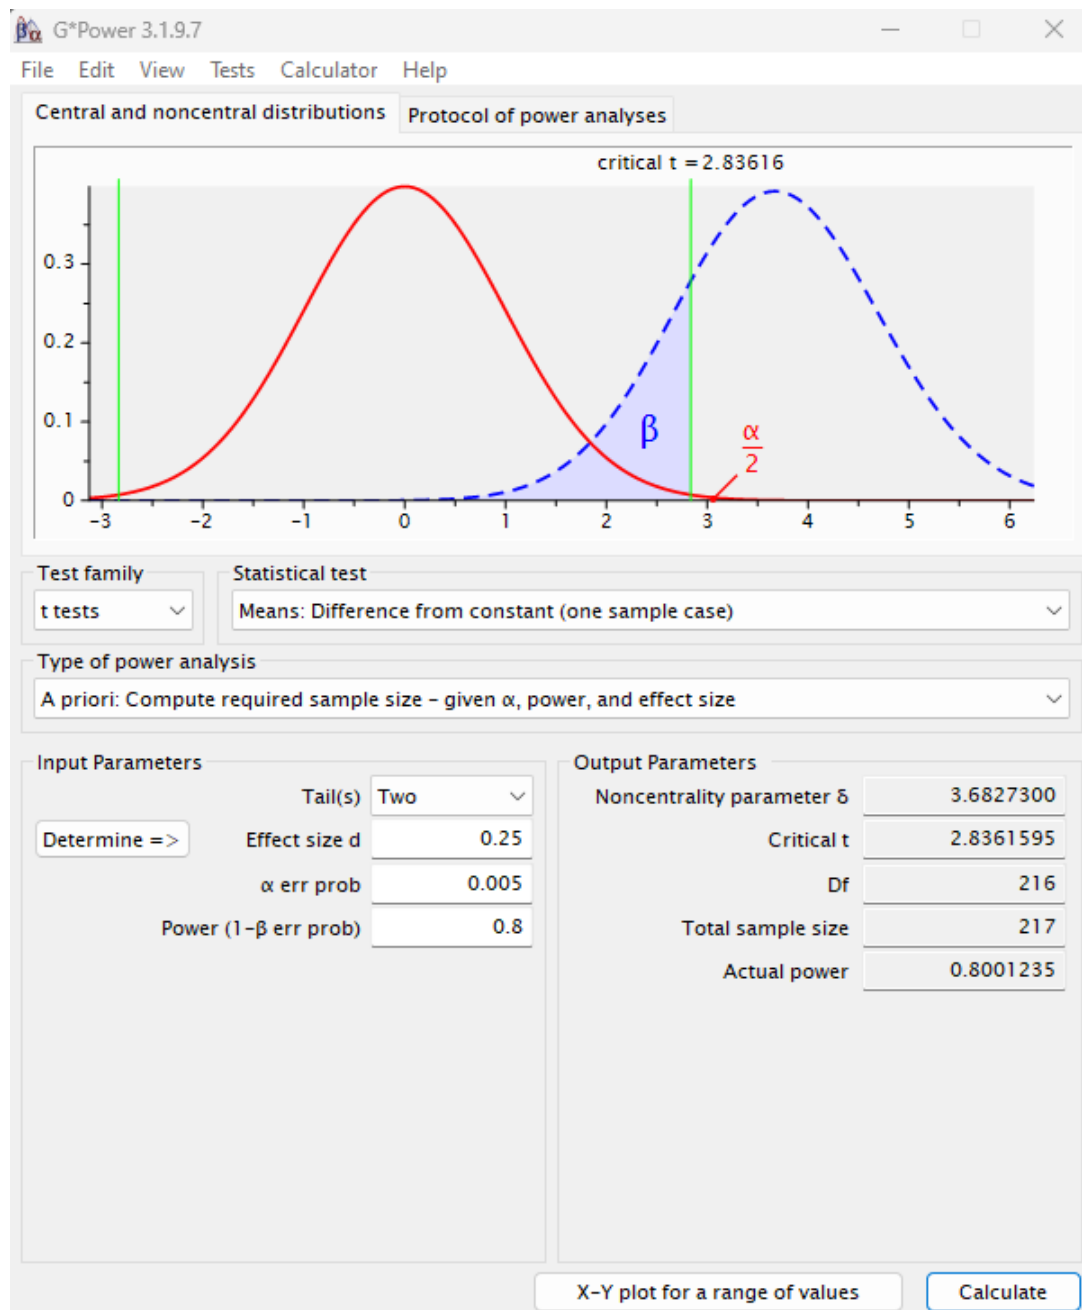 G*Power 3.1.9.7
File Edit View Tests Calculator Help
Central and noncentral distributions Protocol of power analyses
critical t = 2.83616
0.3
0.2
0.1
0
β
α
2
-3 -2 -1 0 1 2 3 4 5 6
Test family Statistical test
t tests Means: Difference from constant (one sample case)
Type of power analysis
A priori: Compute required sample size - given α, power, and effect size
Input Parameters Output Parameters
Tail(s) Two Noncentrality parameter δ 3.6827300
Determine => Effect size d 0.25 Critical t 2.8361595
α err prob 0.005 Df 216
Power (1-β err prob) 0.8 Total sample size 217
Actual power 0.8001235
X-Y plot for a range of values Calculate